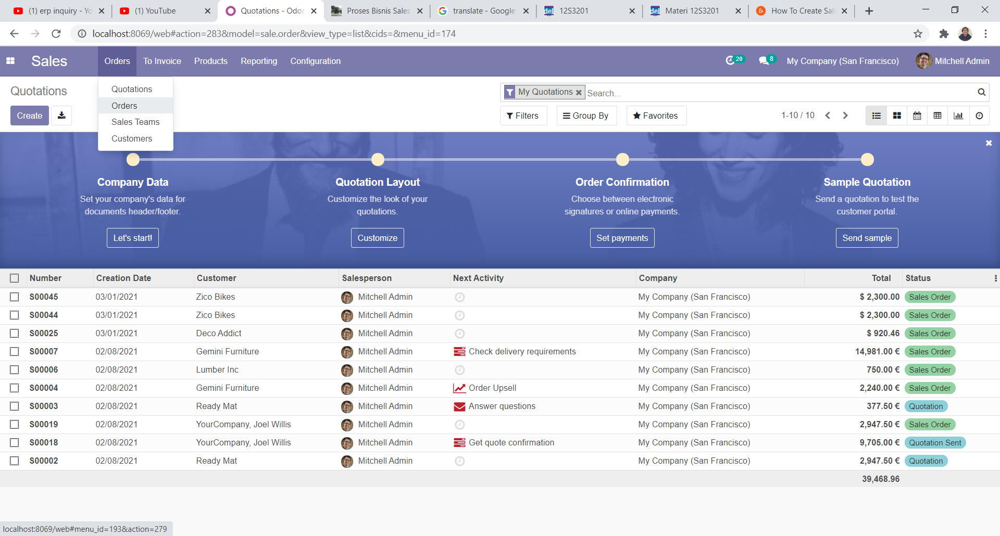 (1) erp inquiry - Yo
(1) YouTube
Quotations - Odoo
Proses Bisnis Sales
translate - Google
12S3201
Materi 12S3201
How To Create Sal
localhost:8069/web#action=283&model=sale.order&view_type=list&cids=&menu_id=174
Sales
Orders
To Invoice
Products
Reporting
Configuration
20
8
My Company (San Francisco)
Mitchell Admin
Quotations
Quotations
Orders
Sales Teams
Customers
My Quotations
Search...
Create
Filters
Group By
Favorites
1-10 / 10
Company Data
Set your company's data for
documents header/footer.
Let's start!
Quotation Layout
Customize the look of your
quotations.
Customize
Order Confirmation
Choose between electronic
signatures or online payments.
Set payments
Sample Quotation
Send a quotation to test the
customer portal.
Send sample
Number Creation Date Customer Salesperson Next Activity Company Total Status
S00045 03/01/2021 Zico Bikes Mitchell Admin My Company (San Francisco) $ 2,300.00 Sales Order
S00044 03/01/2021 Zico Bikes Mitchell Admin My Company (San Francisco) $ 2,300.00 Sales Order
S00025 03/01/2021 Deco Addict Mitchell Admin My Company (San Francisco) $ 920.46 Sales Order
S00007 02/08/2021 Gemini Furniture Mitchell Admin Check delivery requirements My Company (San Francisco) 14,981.00 € Sales Order
S00006 02/08/2021 Lumber Inc Mitchell Admin My Company (San Francisco) 750.00 € Sales Order
S00004 02/08/2021 Gemini Furniture Mitchell Admin Order Upsell My Company (San Francisco) 2,240.00 € Sales Order
S00003 02/08/2021 Ready Mat Mitchell Admin Answer questions My Company (San Francisco) 377.50 € Quotation
S00019 02/08/2021 YourCompany, Joel Willis Mitchell Admin My Company (San Francisco) 2,947.50 € Sales Order
S00018 02/08/2021 YourCompany, Joel Willis Mitchell Admin Get quote confirmation My Company (San Francisco) 9,705.00 € Quotation Sent
S00002 02/08/2021 Ready Mat Mitchell Admin My Company (San Francisco) 2,947.50 € Quotation
39,468.96
localhost:8069/web#menu_id=193&action=279